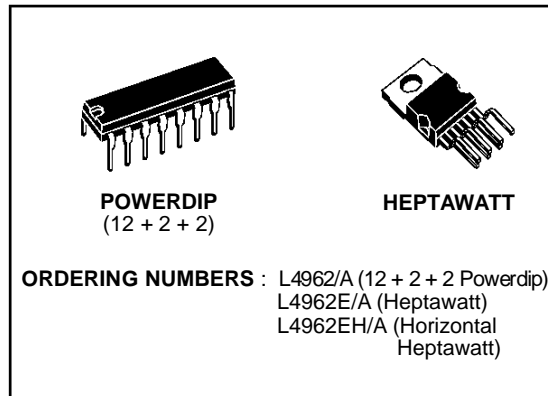 POWERDIP
(12 + 2 + 2)
HEPTAWATT
ORDERING NUMBERS : L4962/A (12 + 2 + 2 Powerdip)
L4962E/A (Heptawatt)
L4962EH/A (Horizontal
Heptawatt)